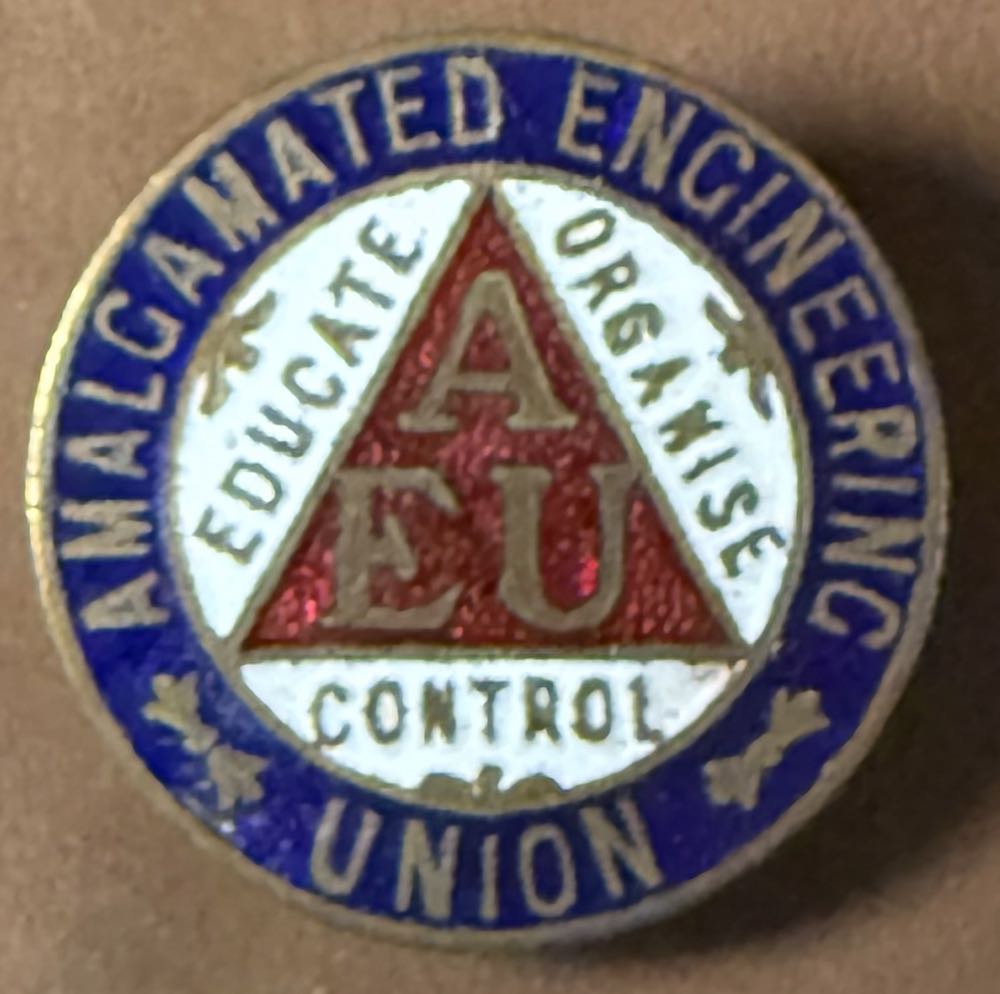 AMALGAMATED ENGINEERING
UNION
EDUCATE
ORGANISE
CONTROL
A
EU